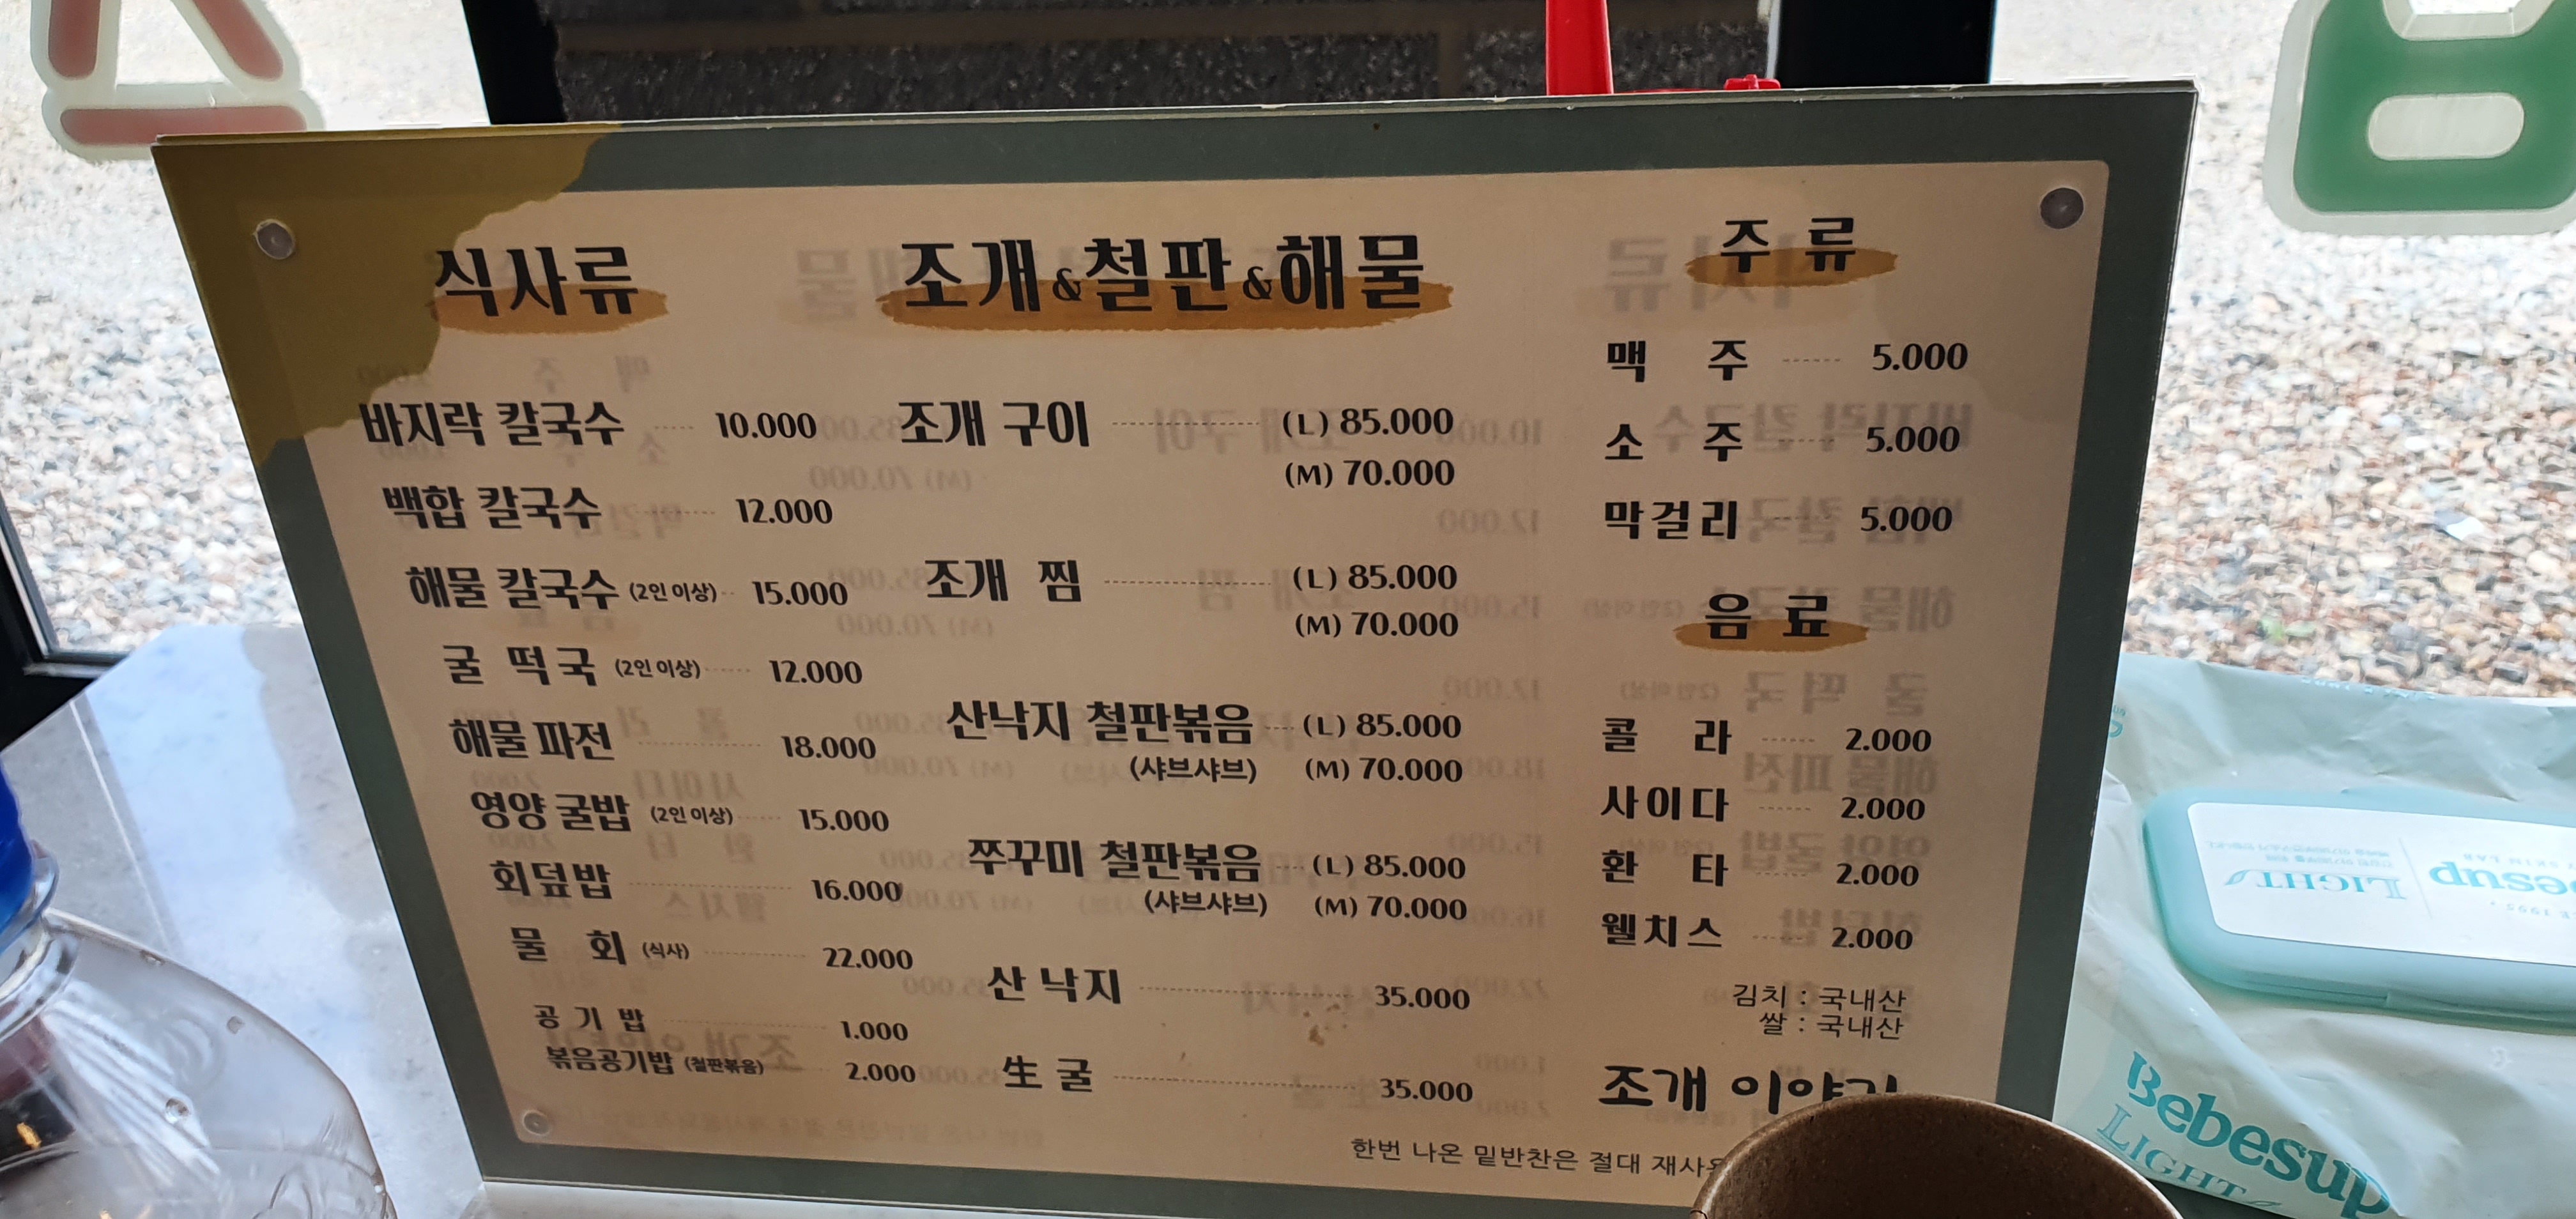 식사류
바지락 칼국수 10.000
백합 칼국수 12.000
해물 칼국수 (2인 이상) 15.000
굴 떡국 (2인 이상) 12.000
해물 파전 18.000
영양 굴밥 (2인 이상) 15.000
회덮밥 16.000
물 회 (식사) 22.000
공 기 밥 1.000
볶음공기밥 (철판볶음) 2.000
조개&철판&해물
조개 구이 (L) 85.000
(M) 70.000
조개 찜 (L) 85.000
(M) 70.000
산낙지 철판볶음 (L) 85.000
(샤브샤브) (M) 70.000
쭈꾸미 철판볶음 (L) 85.000
(샤브샤브) (M) 70.000
산 낙지 35.000
生 굴 35.000
주 류
맥 주 5.000
소 주 5.000
막걸리 5.000
음 료
콜 라 2.000
사이다 2.000
환 타 2.000
웰치스 2.000
김치 : 국내산
쌀 : 국내산
조개 이야기
한번 나온 밑반찬은 절대
Bebesup
LIGHT
LIGHT